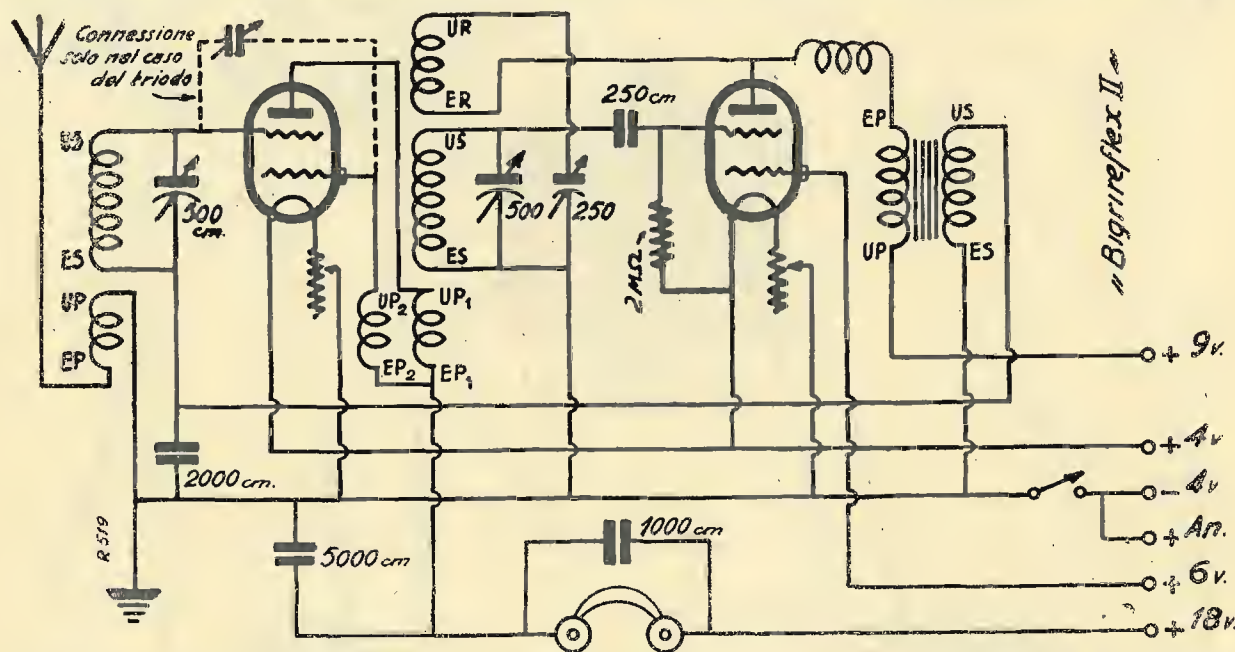 Connessione
solo nel caso
del triodo
UR
ER
250 cm
EP
US
UP
ES
US
500
cm.
ES
UP
EP
US
500
250
ES
2 MΩ
UP₂
UP₁
EP₂
EP₁
„Bigrireflex II„
+ 9 v.
+ 4 v
- 4 v
+ An.
+ 6 v.
+ 18 v.
2000 cm.
R 519
5000 cm
1000 cm